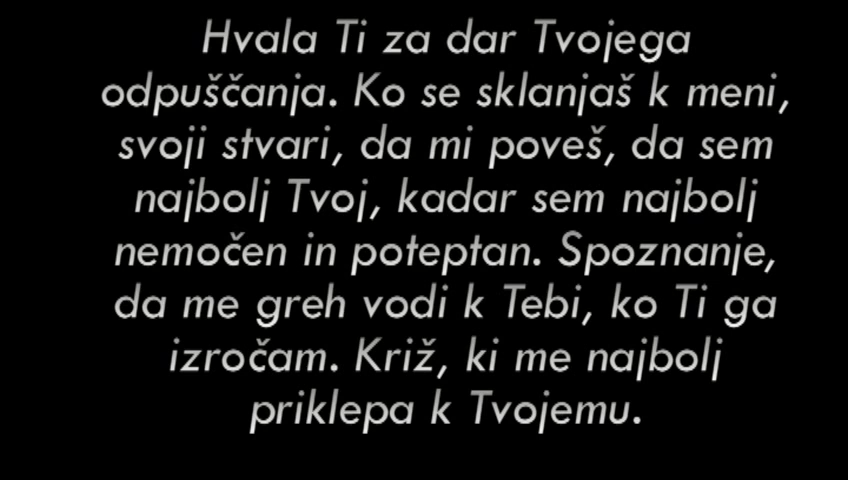 Hvala Ti za dar Tvojega
odpuščanja. Ko se sklanjaš k meni,
svoji stvari, da mi poveš, da sem
najbolj Tvoj, kadar sem najbolj
nemočen in poteptan. Spoznanje,
da me greh vodi k Tebi, ko Ti ga
izročam. Križ, ki me najbolj
priklepa k Tvojemu.